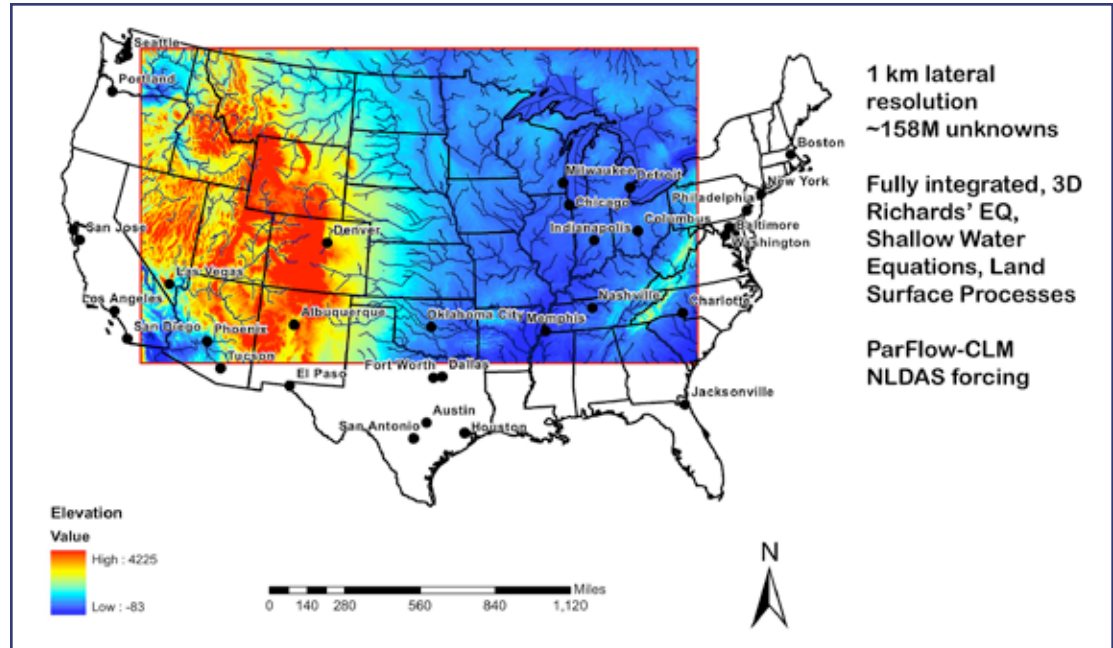 Seattle
Portland
Boston
Milwaukee
Detroit
New York
Philadelphia
Chicago
Columbus
Baltimore
Indianapolis
Washington
San Jose
Denver
Las Vegas
Nashville
Los Angeles
Charlotte
Albuquerque
Oklahoma City
Memphis
San Diego
Phoenix
Tucson
Fort Worth
Dallas
El Paso
Jacksonville
Austin
San Antonio
Houston
1 km lateral
resolution
~158M unknowns
Fully integrated, 3D
Richards' EQ,
Shallow Water
Equations, Land
Surface Processes
ParFlow-CLM
NLDAS forcing
Elevation
Value
High : 4225
Low : -83
Miles
0 140 280 560 840 1,120
N